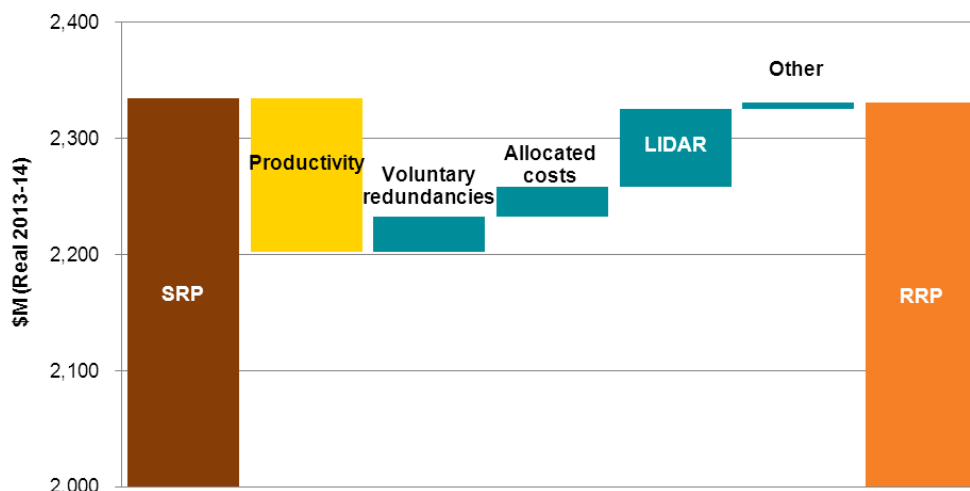 2,400
Other
2,300
LIDAR
Allocated
costs
Productivity
Voluntary
redundancies
2,200
SRP
RRP
2,100
2,000
$M (Real 2013-14)